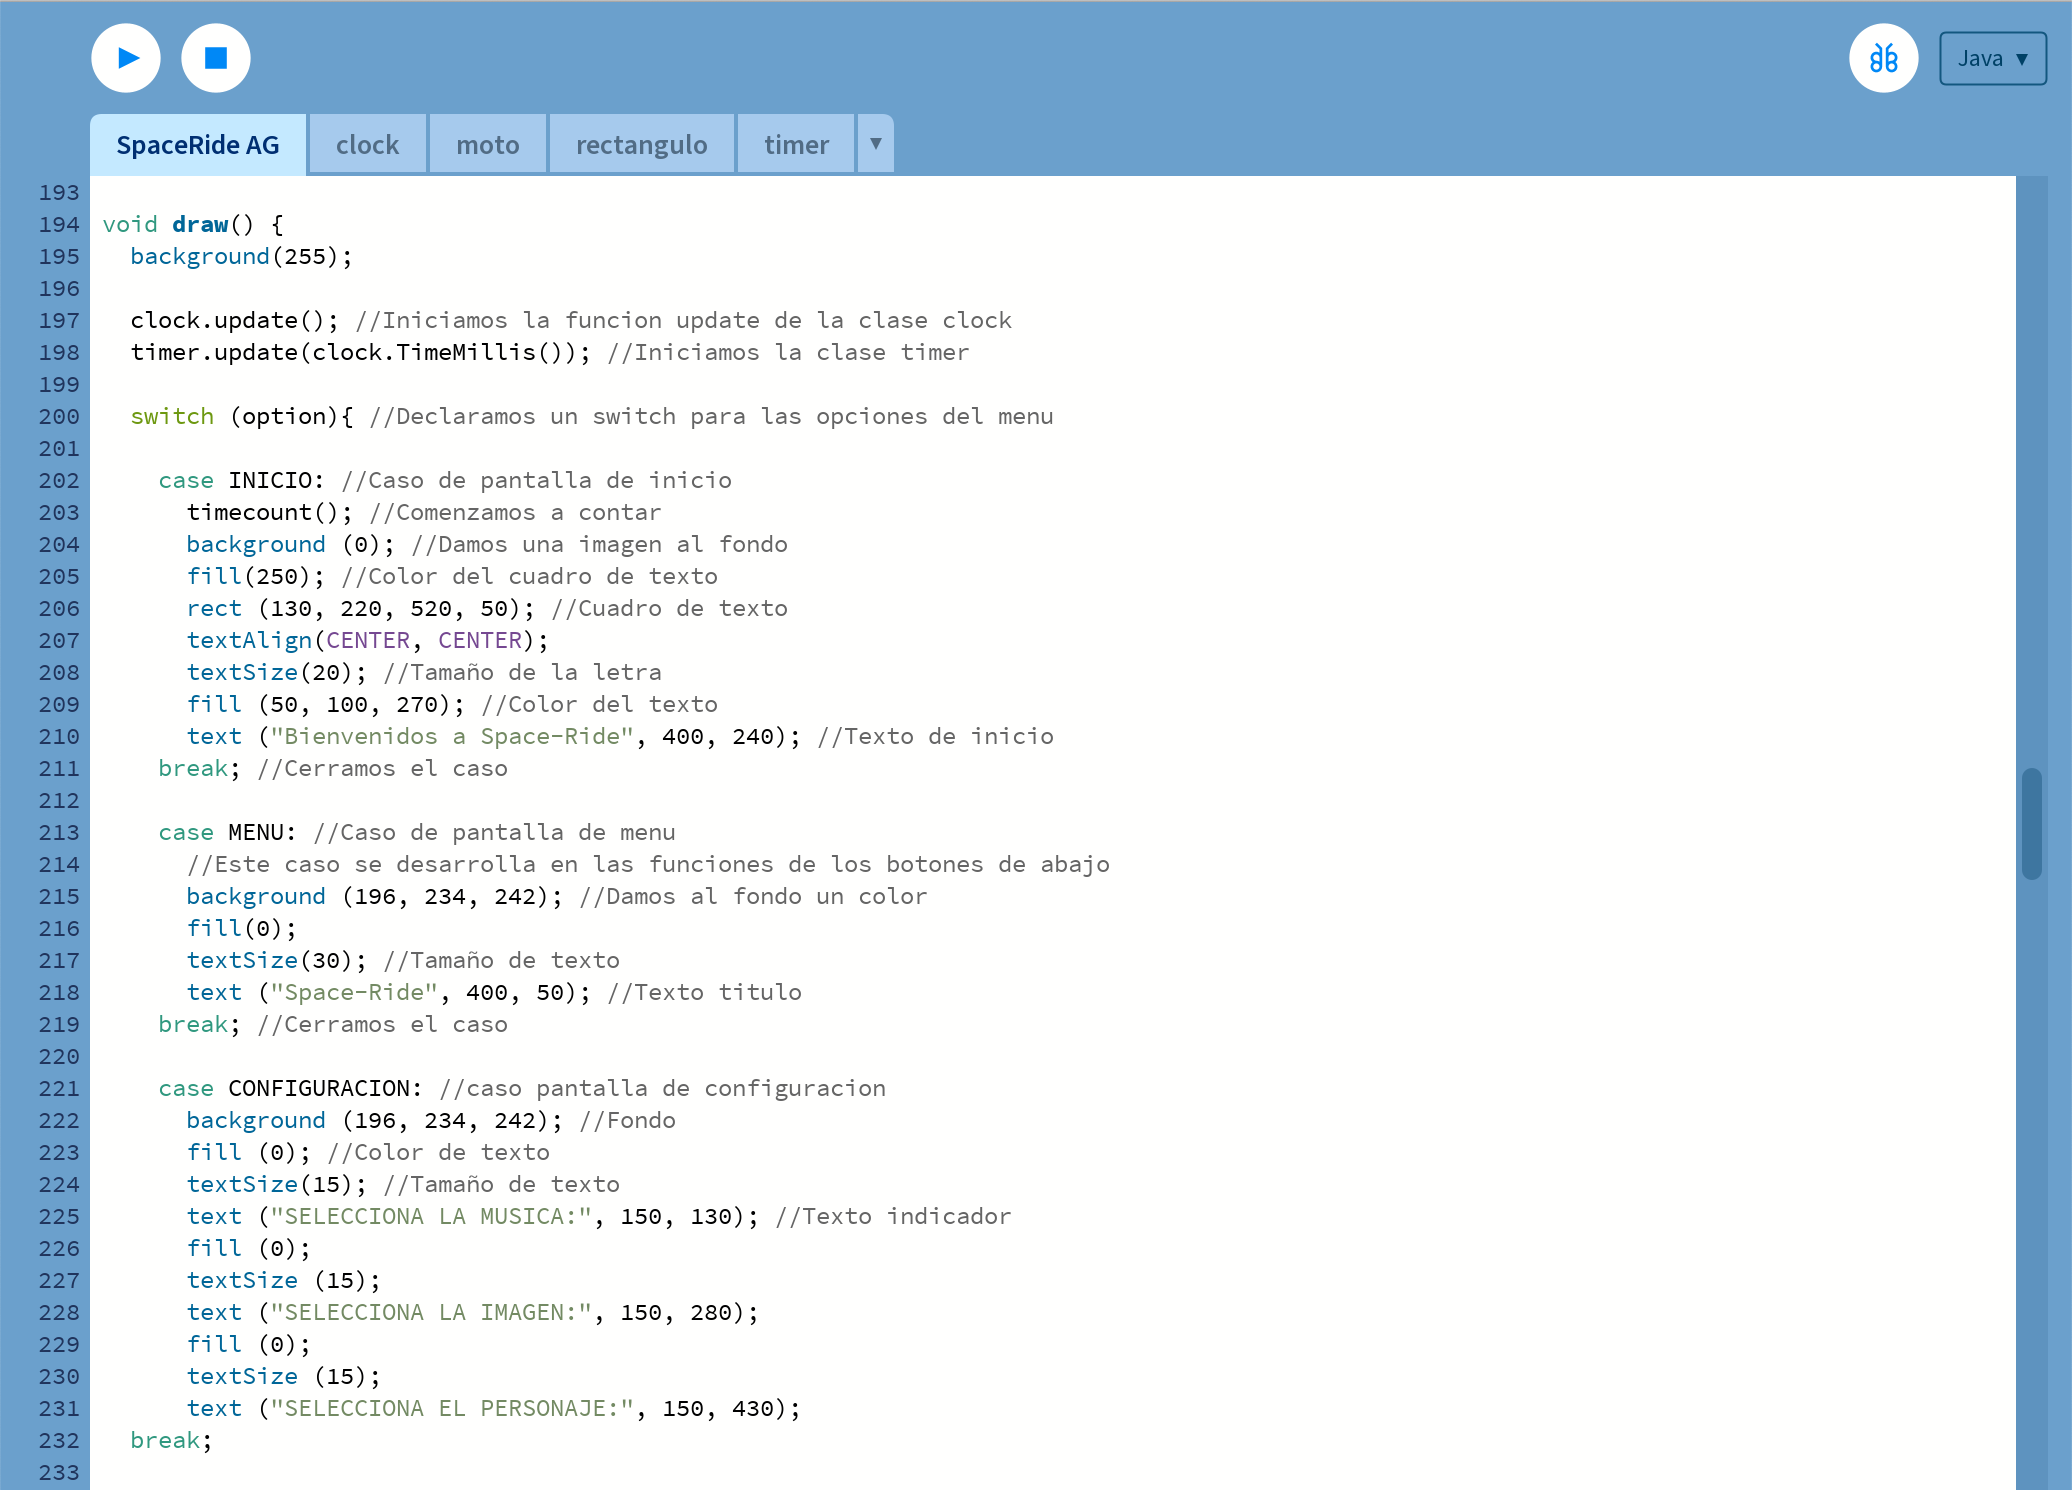 Java ▼
SpaceRide AG clock moto rectangulo timer ▼
193
194 void draw() {
195 background(255);
196
197 clock.update(); //Iniciamos la funcion update de la clase clock
198 timer.update(clock.TimeMillis()); //Iniciamos la clase timer
199
200 switch (option){ //Declaramos un switch para las opciones del menu
201
202 case INICIO: //Caso de pantalla de inicio
203 timecount(); //Comenzamos a contar
204 background (0); //Damos una imagen al fondo
205 fill(250); //Color del cuadro de texto
206 rect (130, 220, 520, 50); //Cuadro de texto
207 textAlign(CENTER, CENTER);
208 textSize(20); //Tamaño de la letra
209 fill (50, 100, 270); //Color del texto
210 text ("Bienvenidos a Space-Ride", 400, 240); //Texto de inicio
211 break; //Cerramos el caso
212
213 case MENU: //Caso de pantalla de menu
214 //Este caso se desarrolla en las funciones de los botones de abajo
215 background (196, 234, 242); //Damos al fondo un color
216 fill(0);
217 textSize(30); //Tamaño de texto
218 text ("Space-Ride", 400, 50); //Texto titulo
219 break; //Cerramos el caso
220
221 case CONFIGURACION: //caso pantalla de configuracion
222 background (196, 234, 242); //Fondo
223 fill (0); //Color de texto
224 textSize(15); //Tamaño de texto
225 text ("SELECCIONA LA MUSICA:", 150, 130); //Texto indicador
226 fill (0);
227 textSize (15);
228 text ("SELECCIONA LA IMAGEN:", 150, 280);
229 fill (0);
230 textSize (15);
231 text ("SELECCIONA EL PERSONAJE:", 150, 430);
232 break;
233